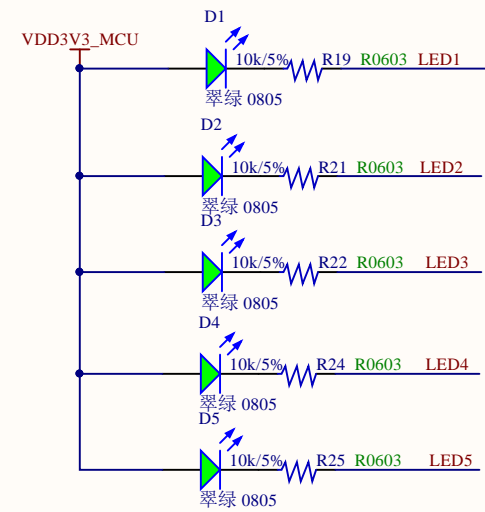 D1
VDD3V3_MCU
10k/5% R19 R0603 LED1
翠绿 0805
D2
10k/5% R21 R0603 LED2
翠绿 0805
D3
10k/5% R22 R0603 LED3
翠绿 0805
D4
10k/5% R24 R0603 LED4
翠绿 0805
D5
10k/5% R25 R0603 LED5
翠绿 0805